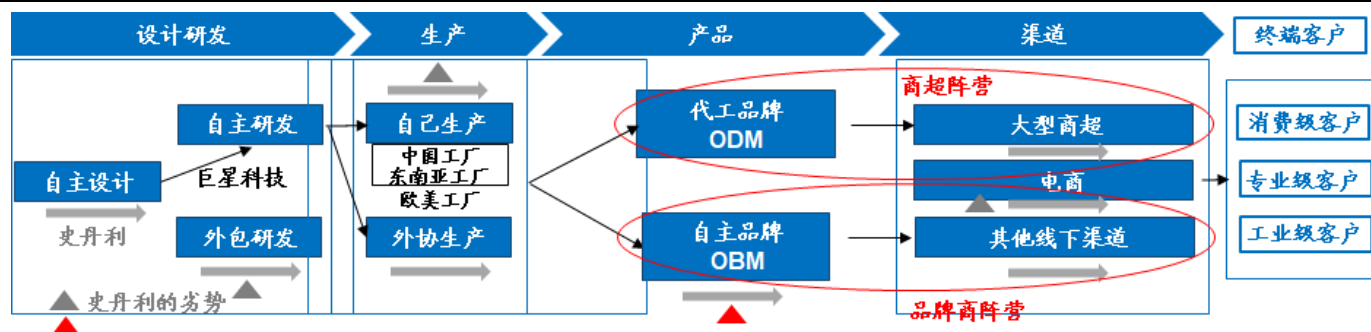 设计研发
生产
产品
渠道
终端客户
商超阵营
自主研发
自己生产
代工品牌
ODM
大型商超
消费级客户
中国工厂
东南亚工厂
欧美工厂
自主设计
巨星科技
电商
专业级客户
史丹利
外包研发
外协生产
自主品牌
OBM
其他线下渠道
工业级客户
史丹利的劣势
品牌商阵营